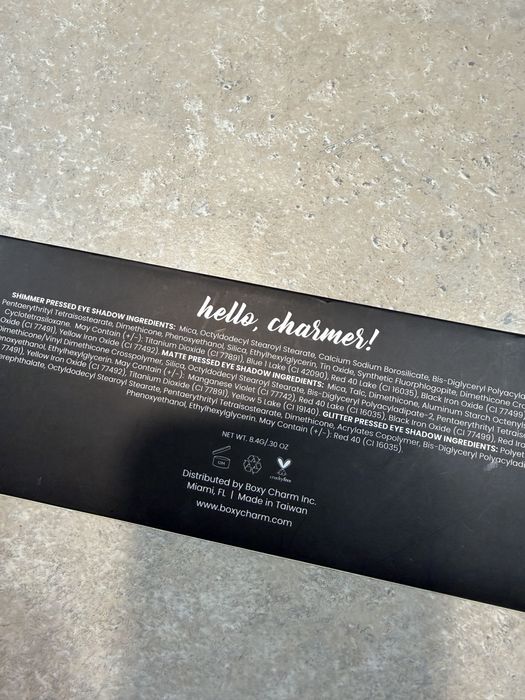 hello, charmer!
SHIMMER PRESSED EYE SHADOW INGREDIENTS: Mica, Octyldodecyl Stearoyl Stearate, Calcium Sodium Borosilicate, Bis-Diglyceryl Polyacyla
Pentaerythrityl Tetraisostearate, Dimethicone, Phenoxyethanol, Silica, Ethylhexylglycerin, Tin Oxide, Synthetic Fluorphlogopite, Dimethicone Cr
Cyclotetrasiloxane. May Contain (+/-): Titanium Dioxide (CI 77891), Blue 1 Lake (CI 42090), Red 40 Lake (CI 16035), Black Iron Oxide (CI 77499)
Oxide (CI 77491), Yellow Iron Oxide (CI 77492). MATTE PRESSED EYE SHADOW INGREDIENTS: Mica, Talc, Dimethicone, Aluminum Starch Octenyls
Dimethicone/Vinyl Dimethicone Crosspolymer, Silica, Octyldodecyl Stearoyl Stearate, Bis-Diglyceryl Polyacyladipate-2, Pentaerythrityl Tetraiso
enoxyethanol, Ethylhexylglycerin. May Contain (+/-): Manganese Violet (CI 77742), Red 40 Lake (CI 16035), Black Iron Oxide (CI 77499), Red Iron
77491), Yellow Iron Oxide (CI 77492), Titanium Dioxide (CI 77891), Yellow 5 Lake (CI 19140). GLITTER PRESSED EYE SHADOW INGREDIENTS: Polyet
erephthalate, Octyldodecyl Stearoyl Stearate, Pentaerythrityl Tetraisostearate, Dimethicone, Acrylates Copolymer, Bis-Diglyceryl Polyacyladi
Phenoxyethanol, Ethylhexylglycerin. May Contain (+/-): Red 40 (CI 16035).
NET WT. 8.4G/.30 OZ
12M
crueltyfree
Distributed by Boxy Charm Inc.
Miami, FL | Made in Taiwan
www.boxycharm.com